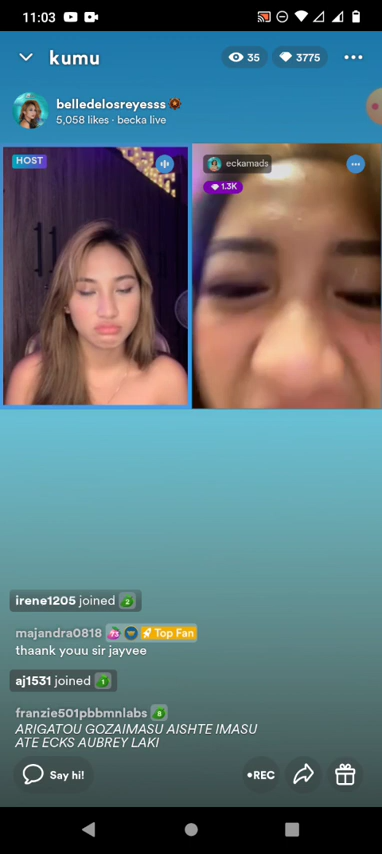 11:03
kumu
35
3775
belledelosreyesss
5,058 likes · becka live
HOST
eckamads
1.3K
irene1205 joined 2
majandra0818 73 Top Fan
thaank youu sir jayvee
aj1531 joined 1
franzie501pbbmnlabs 8
ARIGATOU GOZAIMASU AISHTE IMASU
ATE ECKS AUBREY LAKI
Say hi!
•REC